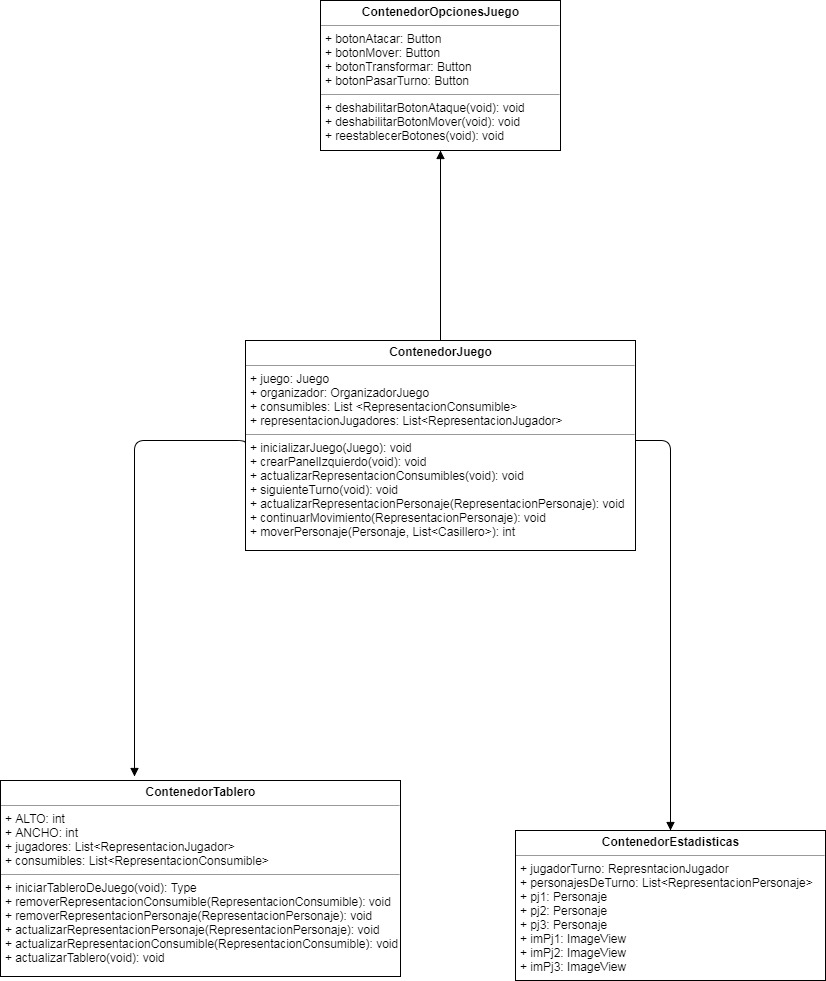 ContenedorOpcionesJuego
+ botonAtacar: Button
+ botonMover: Button
+ botonTransformar: Button
+ botonPasarTurno: Button
+ deshabilitarBotonAtaque(void): void
+ deshabilitarBotonMover(void): void
+ reestablecerBotones(void): void
ContenedorJuego
+ juego: Juego
+ organizador: OrganizadorJuego
+ consumibles: List <RepresentacionConsumible>
+ representacionJugadores: List<RepresentacionJugador>
+ inicializarJuego(Juego): void
+ crearPanelIzquierdo(void): void
+ actualizarRepresentacionConsumibles(void): void
+ siguienteTurno(void): void
+ actualizarRepresentacionPersonaje(RepresentacionPersonaje): void
+ continuarMovimiento(RepresentacionPersonaje): void
+ moverPersonaje(Personaje, List<Casillero>): int
ContenedorTablero
+ ALTO: int
+ ANCHO: int
+ jugadores: List<RepresentacionJugador>
+ consumibles: List<RepresentacionConsumible>
+ iniciarTableroDeJuego(void): Type
+ removerRepresentacionConsumible(RepresentacionConsumible): void
+ removerRepresentacionPersonaje(RepresentacionPersonaje): void
+ actualizarRepresentacionPersonaje(RepresentacionPersonaje): void
+ actualizarRepresentacionConsumible(RepresentacionConsumible): void
+ actualizarTablero(void): void
ContenedorEstadisticas
+ jugadorTurno: RepresntacionJugador
+ personajesDeTurno: List<RepresentacionPersonaje>
+ pj1: Personaje
+ pj2: Personaje
+ pj3: Personaje
+ imPj1: ImageView
+ imPj2: ImageView
+ imPj3: ImageView